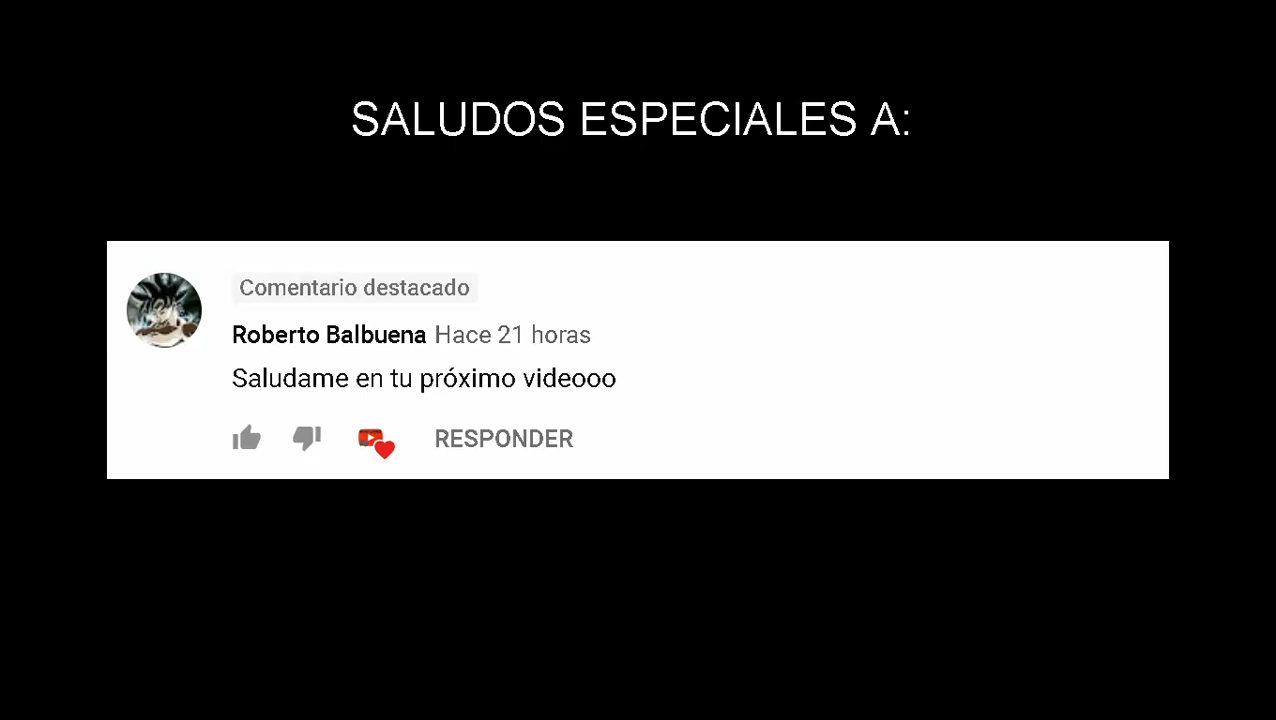 SALUDOS ESPECIALES A:
Comentario destacado
Roberto Balbuena Hace 21 horas
Saludame en tu próximo videooo
RESPONDER